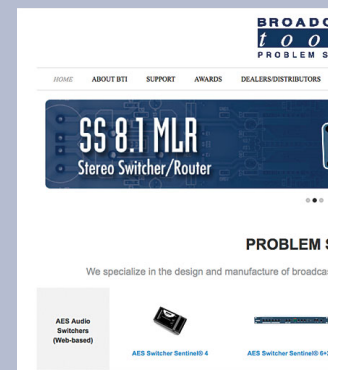 BROADC
t o o
PROBLEM S
HOME ABOUT BTI SUPPORT AWARDS DEALERS/DISTRIBUTORS
SS 8.1 MLR
Stereo Switcher/Router
PROBLEM S
We specialize in the design and manufacture of broadcas
AES Audio
Switchers
(Web-based)
AES Switcher Sentinel® 4
AES Switcher Sentinel® 6+